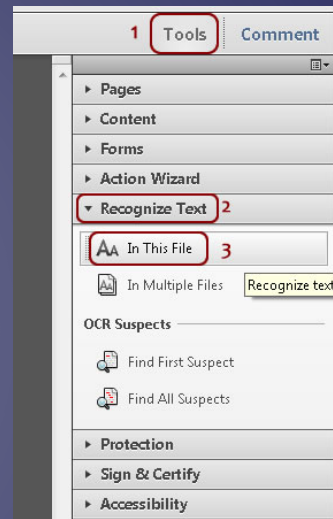 1 Tools Comment
Pages
Content
Forms
Action Wizard
Recognize Text 2
AA In This File 3
In Multiple Files Recognize text
OCR Suspects
Find First Suspect
Find All Suspects
Protection
Sign & Certify
Accessibility